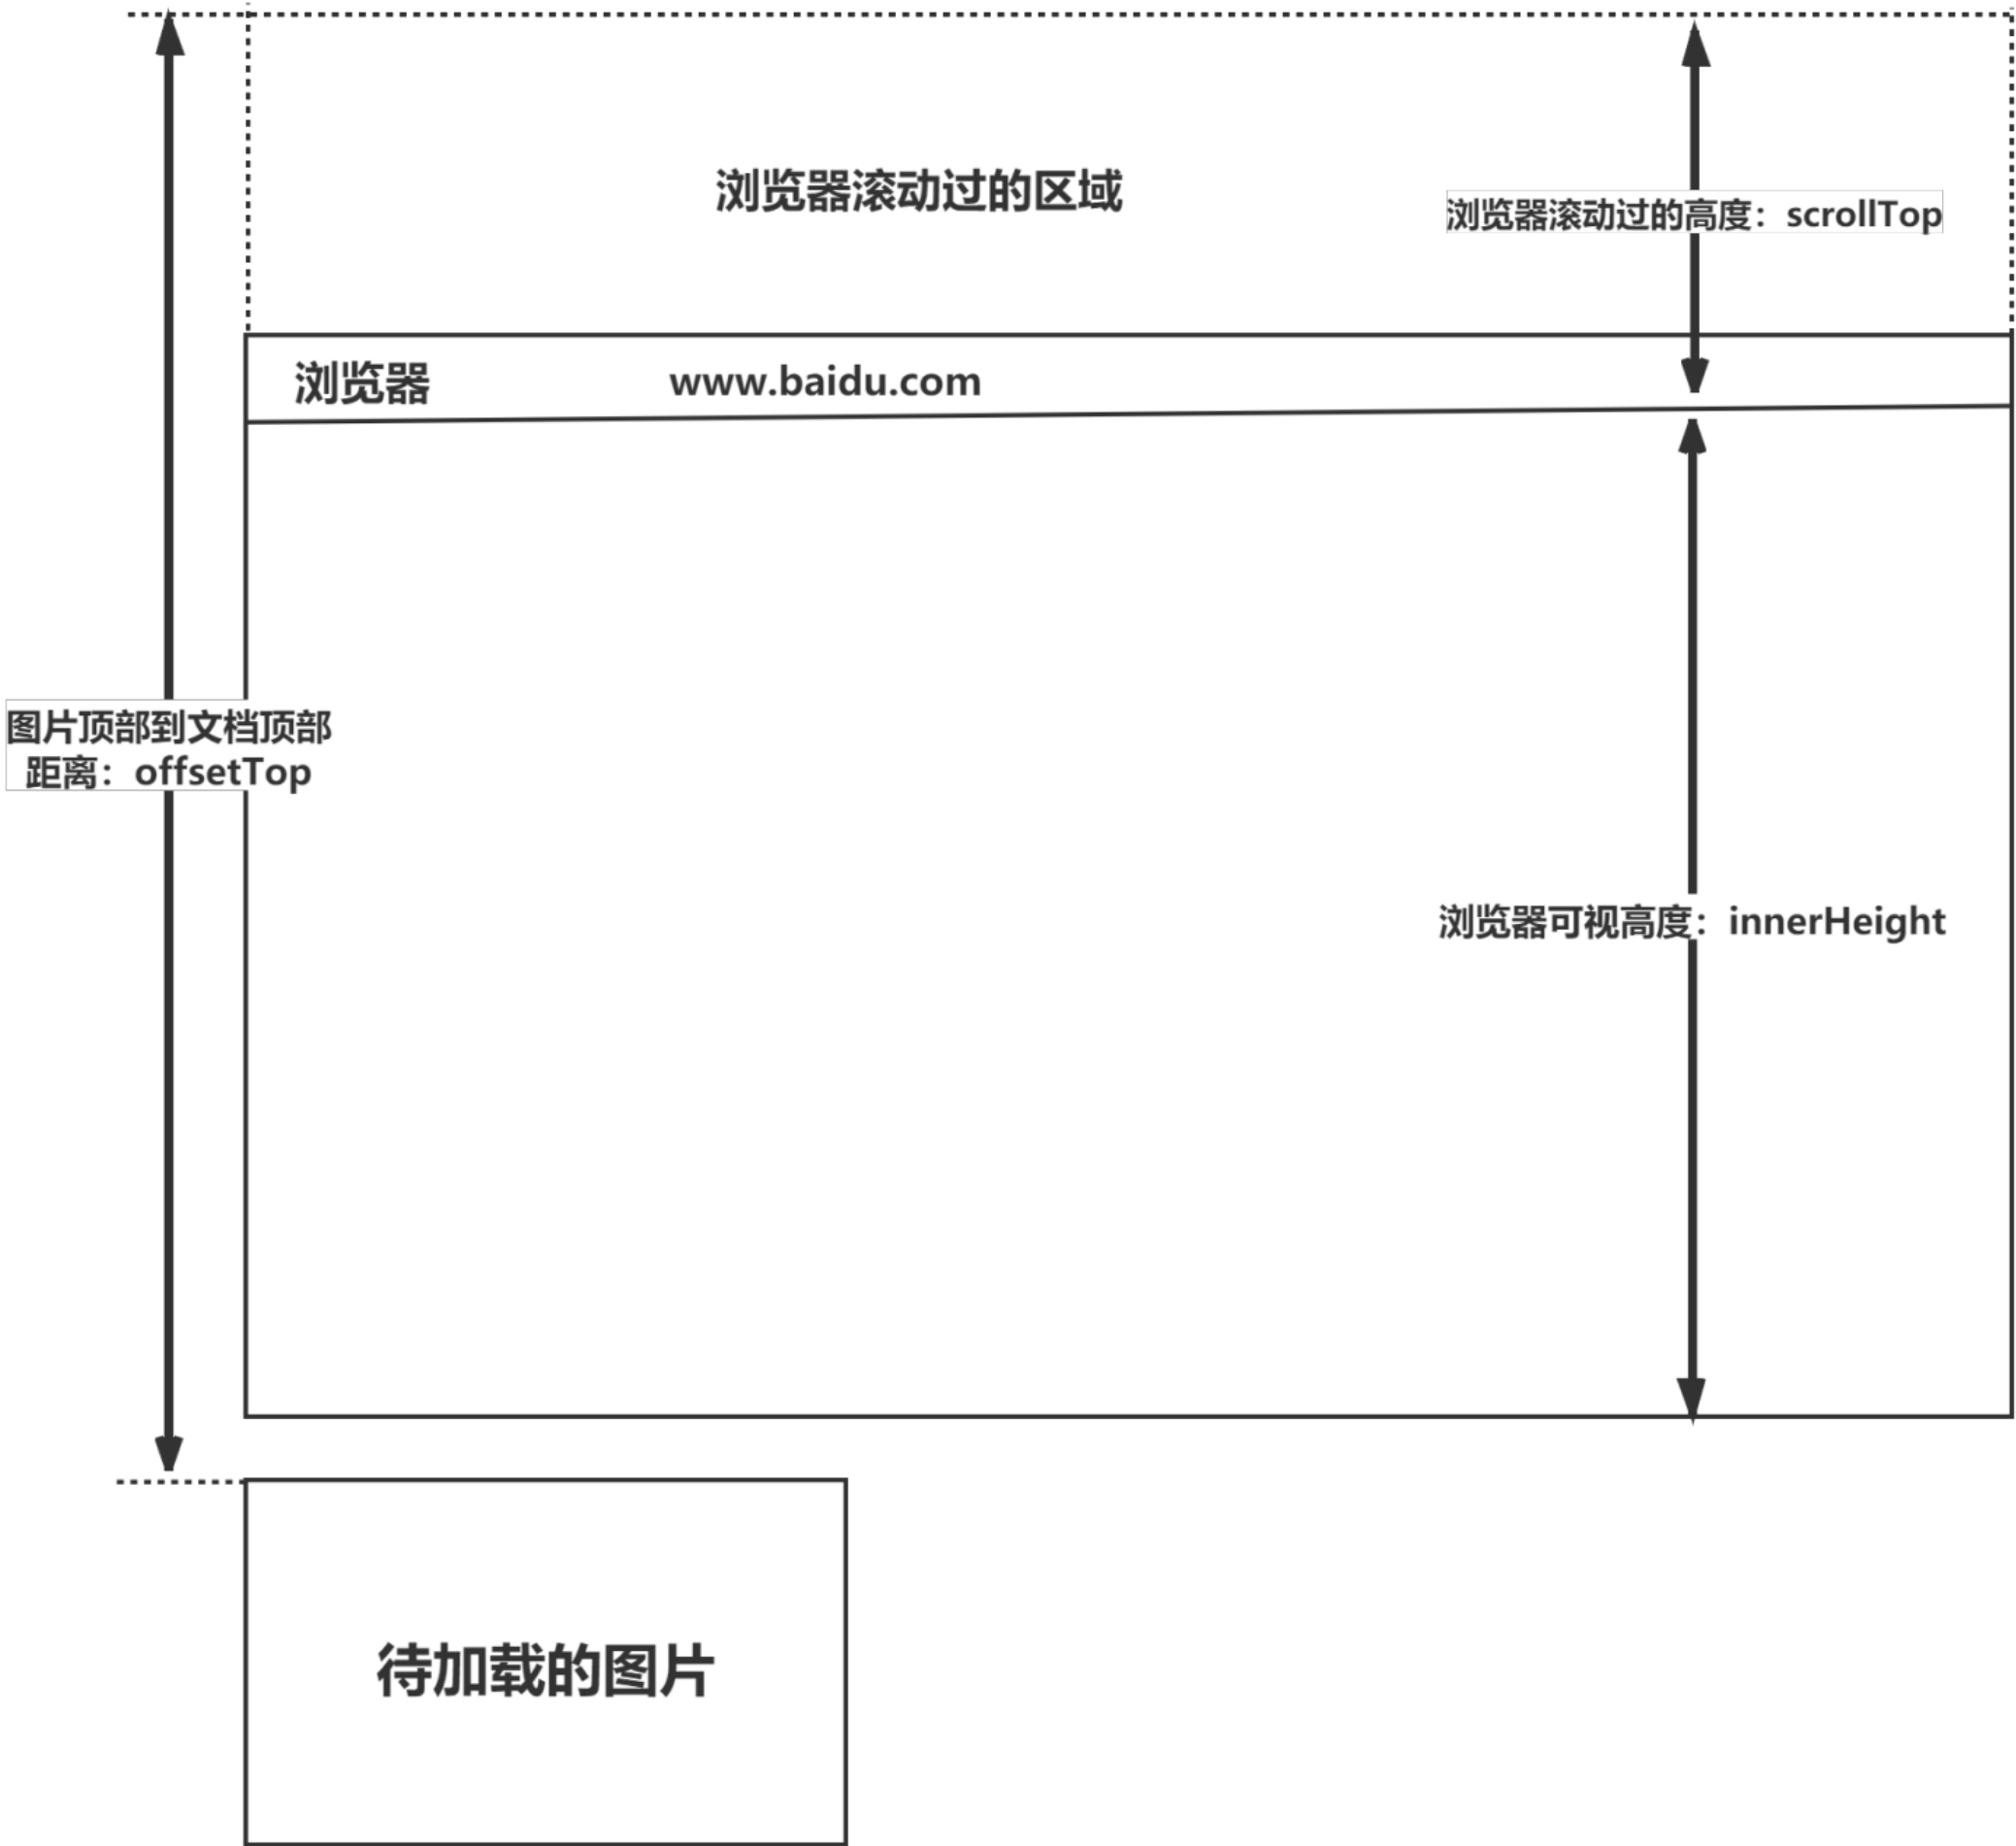 浏览器滚动过的区域
浏览器滚动过的高度：scrollTop
浏览器
www.baidu.com
图片顶部到文档顶部
距离：offsetTop
浏览器可视高度：innerHeight
待加载的图片